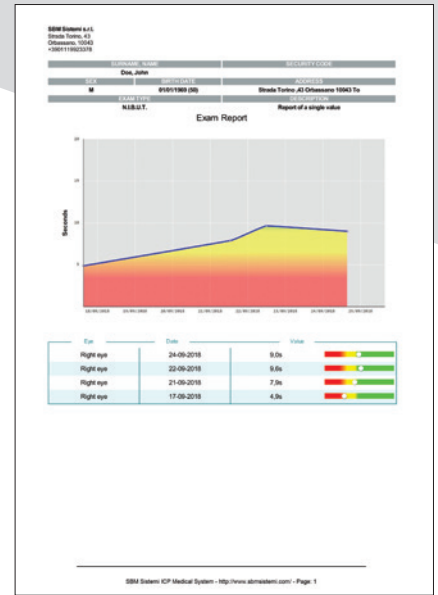 SBM Sistemi s.r.l.
Strada Torino, 43
Orbassano, 10043
SURNAME, NAME SECURITY CODE
Doe, John
SEX BIRTH DATE ADDRESS
M 01/01/1969 (50) Strada Torino ,43 Orbassano 10043 To
EXAM TYPE DESCRIPTION
N.I.B.U.T. Report of a single value
Exam Report
Seconds
20
15
10
5
Eye Date Value
Right eye 24-09-2018 9,0s
Right eye 22-09-2018 9,6s
Right eye 21-09-2018 7,9s
Right eye 17-09-2018 4,9s
SBM Sistemi ICP Medical System - http://www.sbmsistemi.com/ - Page: 1